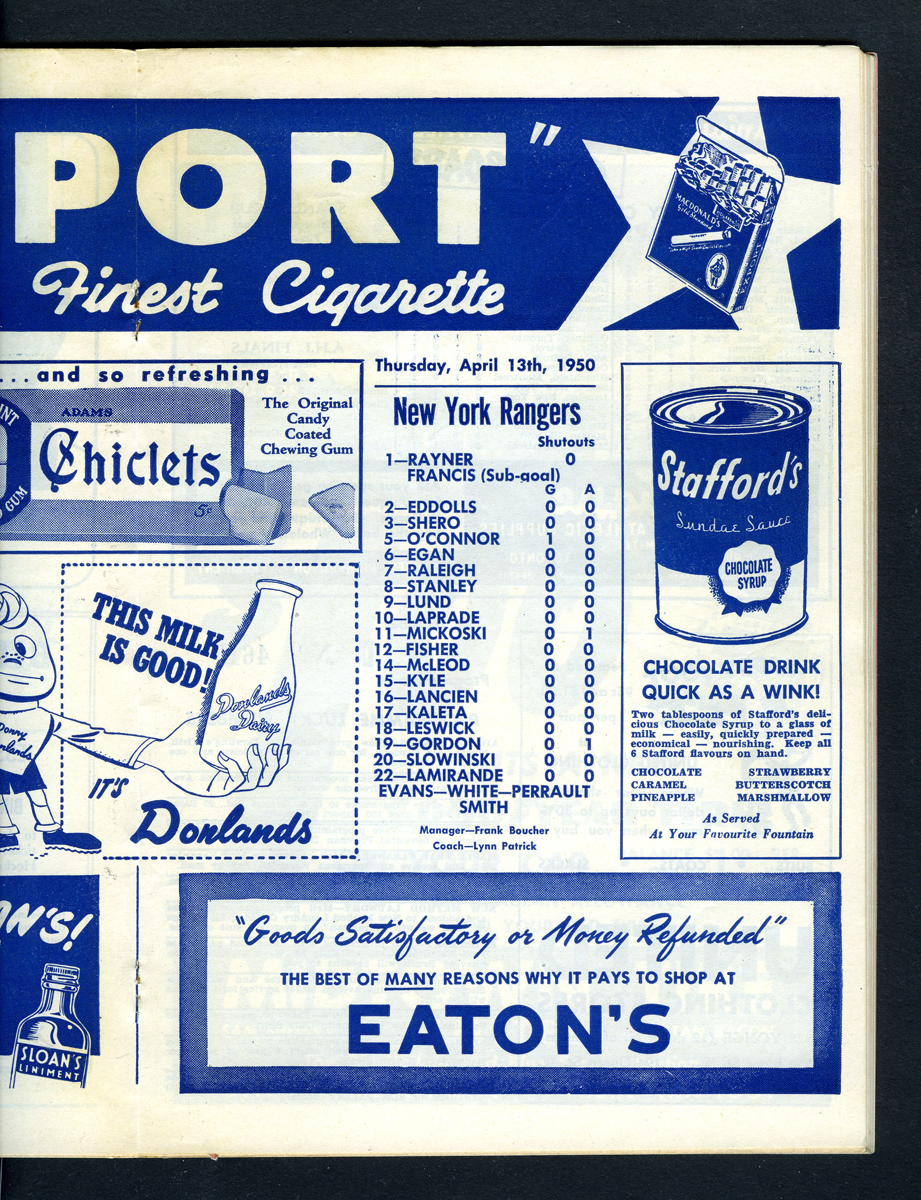 PORT"
Finest Cigarette
MACDONALD'S
Gold Standard
...and so refreshing...
ADAMS
Chiclets
5¢
GUM
The Original
Candy
Coated
Chewing Gum
THIS MILK
IS GOOD!
Donlands
Dairy
IT'S
Donlands
AN'S!
SLOAN'S
LINIMENT
Thursday, April 13th, 1950
New York Rangers
Shutouts
1—RAYNER 0
FRANCIS (Sub-goal)
G A
2—EDDOLLS 0 0
3—SHERO 0 0
5—O'CONNOR 1 0
6—EGAN 0 0
7—RALEIGH 0 0
8—STANLEY 0 0
9—LUND 0 0
10—LAPRADE 0 0
11—MICKOSKI 0 1
12—FISHER 0 0
14—McLEOD 0 0
15—KYLE 0 0
16—LANCIEN 0 0
17—KALETA 0 0
18—LESWICK 0 0
19—GORDON 0 1
20—SLOWINSKI 0 0
22—LAMIRANDE 0 0
EVANS—WHITE—PERRAULT
SMITH
Manager—Frank Boucher
Coach—Lynn Patrick
Stafford's
Sundae Sauce
CHOCOLATE
SYRUP
CHOCOLATE DRINK
QUICK AS A WINK!
Two tablespoons of Stafford's deli-
cious Chocolate Syrup to a glass of
milk — easily, quickly prepared —
economical — nourishing. Keep all
6 Stafford flavours on hand.
CHOCOLATE STRAWBERRY
CARAMEL BUTTERSCOTCH
PINEAPPLE MARSHMALLOW
As Served
At Your Favourite Fountain
"Goods Satisfactory or Money Refunded"
THE BEST OF MANY REASONS WHY IT PAYS TO SHOP AT
EATON'S